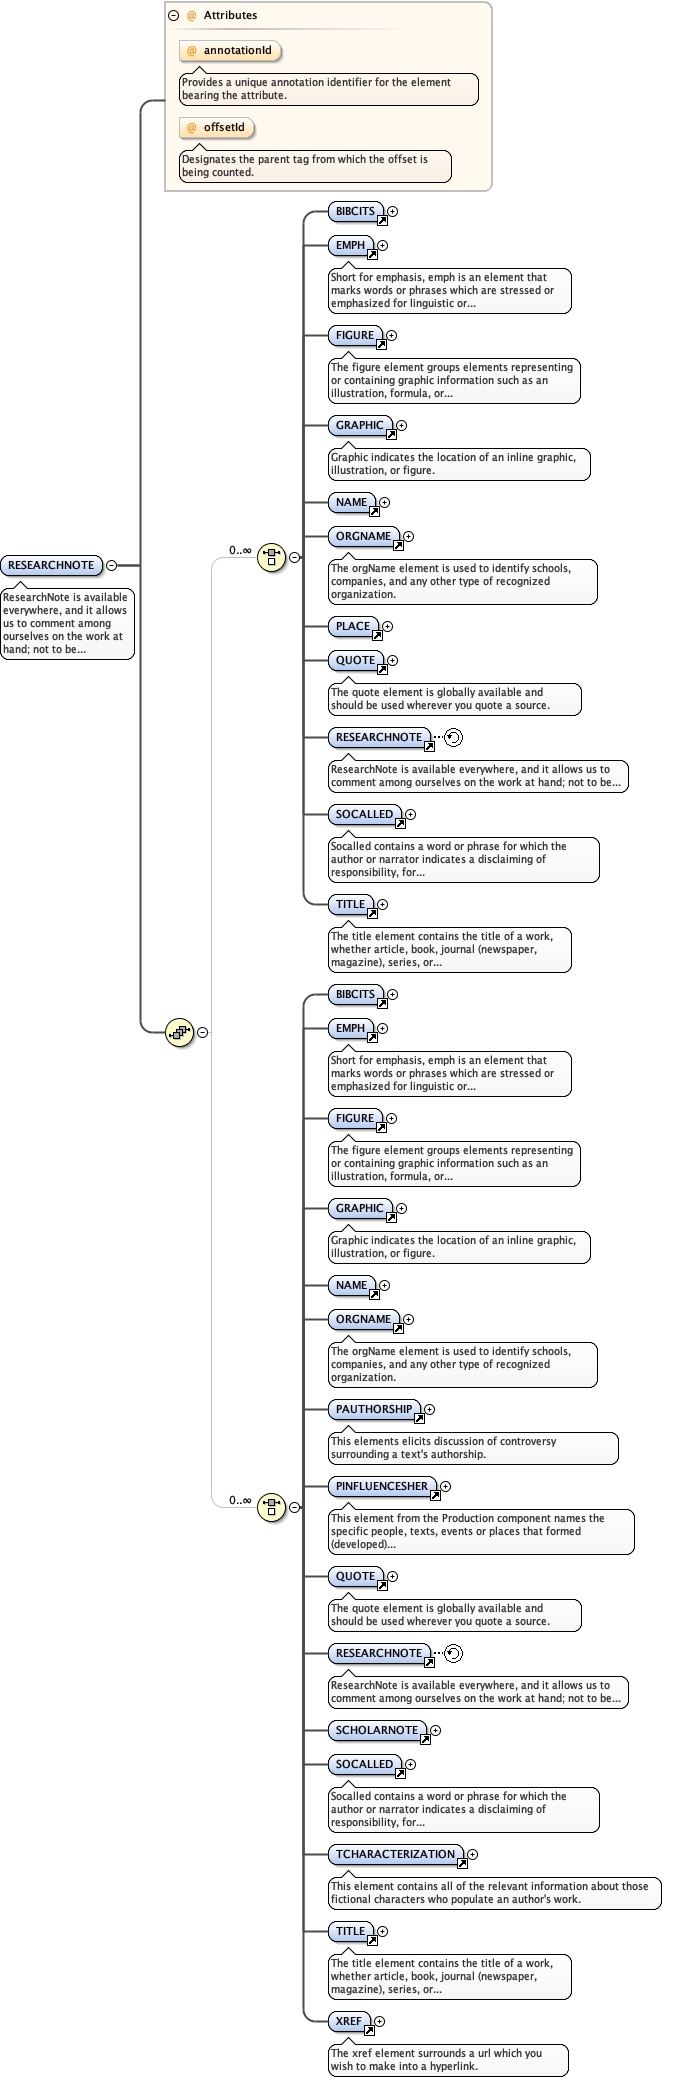 @ Attributes
@ annotationId
Provides a unique annotation identifier for the element
bearing the attribute.
@ offsetId
Designates the parent tag from which the offset is
being counted.
BIBCITS
EMPH
Short for emphasis, emph is an element that
marks words or phrases which are stressed or
emphasized for linguistic or...
FIGURE
The figure element groups elements representing
or containing graphic information such as an
illustration, formula, or...
GRAPHIC
Graphic indicates the location of an inline graphic,
illustration, or figure.
NAME
ORGNAME
0..∞
The orgName element is used to identify schools,
companies, and any other type of recognized
organization.
RESEARCHNOTE
ResearchNote is available
everywhere, and it allows
us to comment among
ourselves on the work at
hand; not to be...
PLACE
QUOTE
The quote element is globally available and
should be used wherever you quote a source.
RESEARCHNOTE
ResearchNote is available everywhere, and it allows us to
comment among ourselves on the work at hand; not to be...
SOCALLED
Socalled contains a word or phrase for which the
author or narrator indicates a disclaiming of
responsibility, for...
TITLE
The title element contains the title of a work,
whether article, book, journal (newspaper,
magazine), series, or...
BIBCITS
EMPH
Short for emphasis, emph is an element that
marks words or phrases which are stressed or
emphasized for linguistic or...
FIGURE
The figure element groups elements representing
or containing graphic information such as an
illustration, formula, or...
GRAPHIC
Graphic indicates the location of an inline graphic,
illustration, or figure.
NAME
ORGNAME
The orgName element is used to identify schools,
companies, and any other type of recognized
organization.
PAUTHORSHIP
This elements elicits discussion of controversy
surrounding a text's authorship.
PINFLUENCESHER
0..∞
This element from the Production component names the
specific people, texts, events or places that formed
(developed)...
QUOTE
The quote element is globally available and
should be used wherever you quote a source.
RESEARCHNOTE
ResearchNote is available everywhere, and it allows us to
comment among ourselves on the work at hand; not to be...
SCHOLARNOTE
SOCALLED
Socalled contains a word or phrase for which the
author or narrator indicates a disclaiming of
responsibility, for...
TCHARACTERIZATION
This element contains all of the relevant information about those
fictional characters who populate an author's work.
TITLE
The title element contains the title of a work,
whether article, book, journal (newspaper,
magazine), series, or...
XREF
The xref element surrounds a url which you
wish to make into a hyperlink.